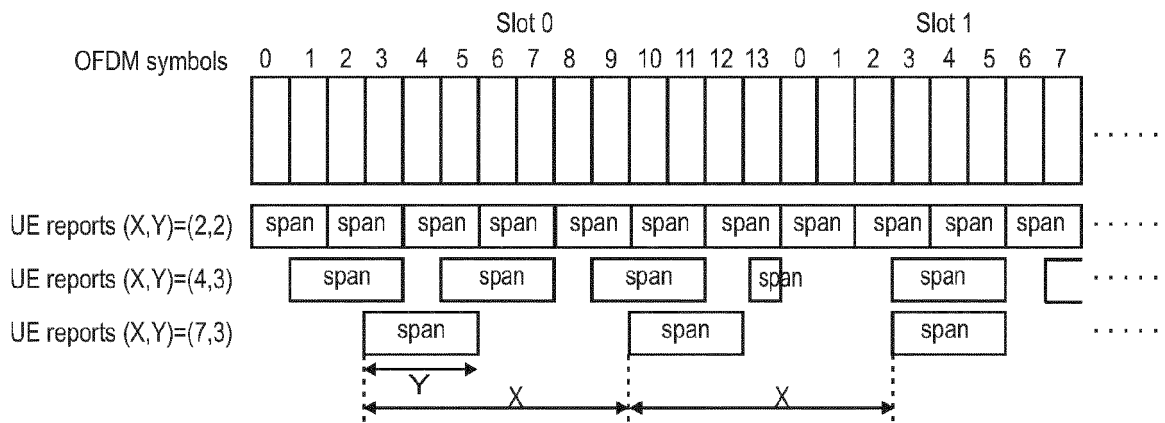 Slot 0 Slot 1
OFDM symbols 0 1 2 3 4 5 6 7 8 9 10 11 12 13 0 1 2 3 4 5 6 7
.....
UE reports (X,Y)=(2,2) span span span span span span span span span span span .....
UE reports (X,Y)=(4,3) span span span span span .....
UE reports (X,Y)=(7,3) span span span .....
Y
X X